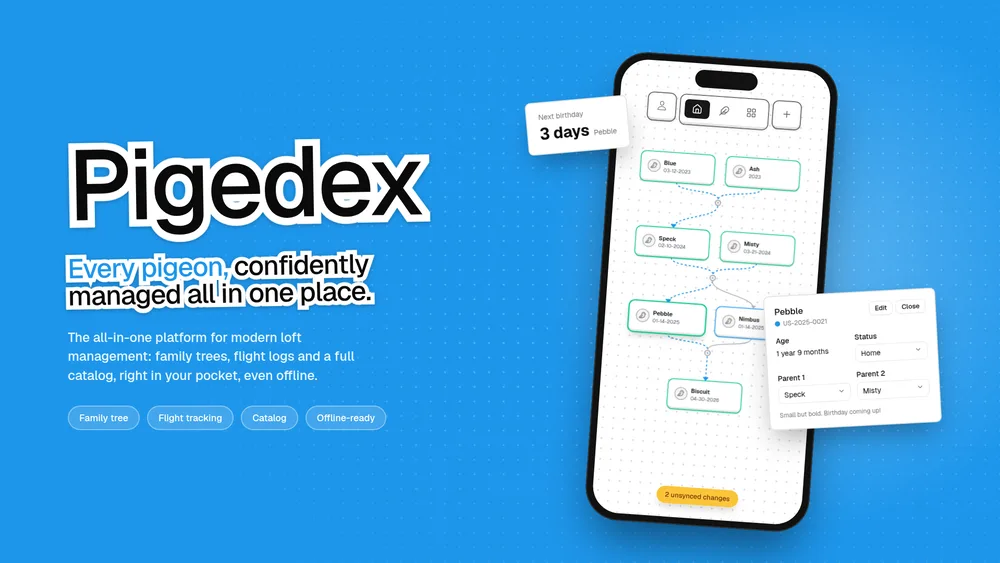 Pigedex
Every pigeon, confidently
managed all in one place.
The all-in-one platform for modern loft
management: family trees, flight logs and a full
catalog, right in your pocket, even offline.
Family tree
Flight tracking
Catalog
Offline-ready
Next birthday
3 days Pebble
Blue
03-12-2023
Ash
2023
Speck
02-10-2024
Misty
03-21-2024
Pebble
01-14-2025
Nimbus
01-14-2025
Biscuit
04-30-2026
2 unsynced changes
Pebble
Edit
Close
US-2025-0021
Age
1 year 9 months
Status
Home
Parent 1
Speck
Parent 2
Misty
Small but bold. Birthday coming up!